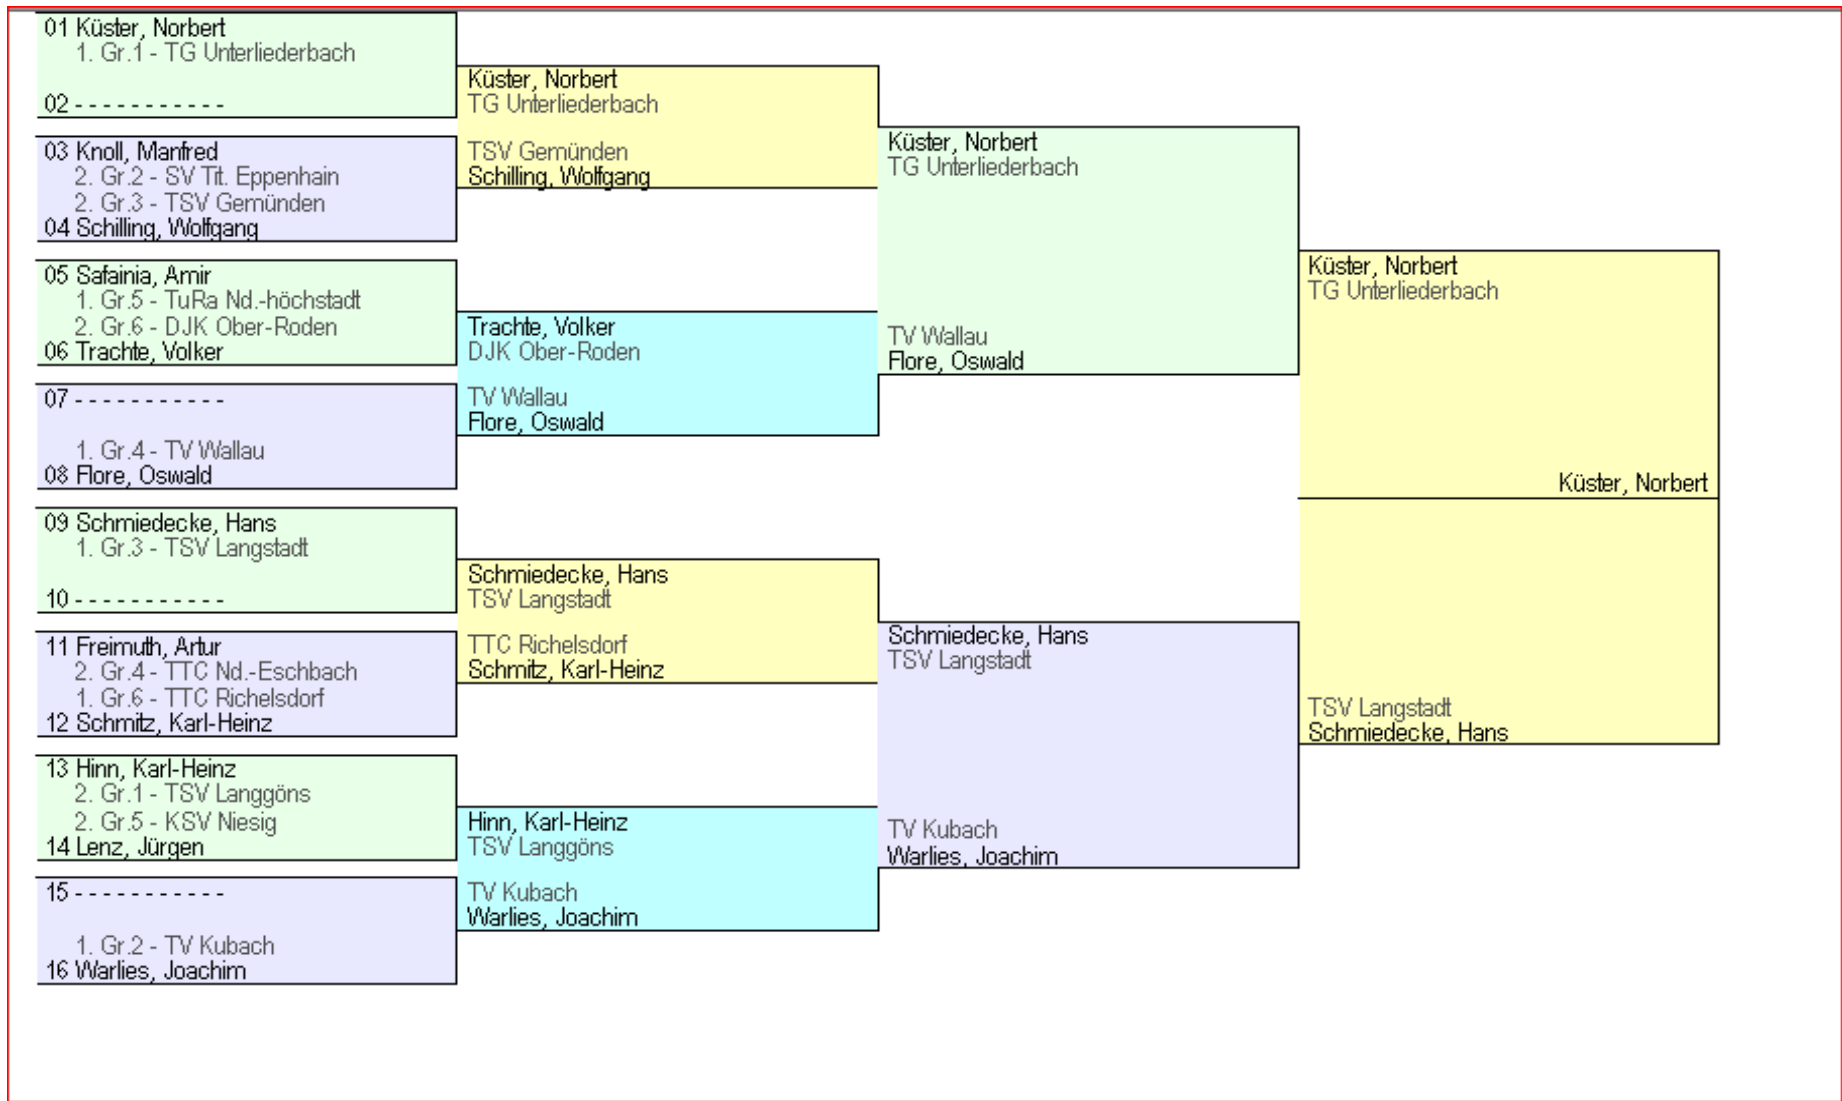 01 Küster, Norbert
1. Gr.1 - TG Unterliederbach
02 - - - - - - - - - - -
03 Knoll, Manfred
2. Gr.2 - SV Tit. Eppenhain
2. Gr.3 - TSV Gemünden
04 Schilling, Wolfgang
05 Safainia, Amir
1. Gr.5 - TuRa Nd.-höchstadt
2. Gr.6 - DJK Ober-Roden
06 Trachte, Volker
07 - - - - - - - - - - -
1. Gr.4 - TV Wallau
08 Flore, Oswald
09 Schmiedecke, Hans
1. Gr.3 - TSV Langstadt
10 - - - - - - - - - - -
11 Freimuth, Artur
2. Gr.4 - TTC Nd.-Eschbach
1. Gr.6 - TTC Richelsdorf
12 Schmitz, Karl-Heinz
13 Hinn, Karl-Heinz
2. Gr.1 - TSV Langgöns
2. Gr.5 - KSV Niesig
14 Lenz, Jürgen
15 - - - - - - - - - - -
1. Gr.2 - TV Kubach
16 Warlies, Joachim
Küster, Norbert
TG Unterliederbach
TSV Gemünden
Schilling, Wolfgang
Trachte, Volker
DJK Ober-Roden
TV Wallau
Flore, Oswald
Schmiedecke, Hans
TSV Langstadt
TTC Richelsdorf
Schmitz, Karl-Heinz
Hinn, Karl-Heinz
TSV Langgöns
TV Kubach
Warlies, Joachim
Küster, Norbert
TG Unterliederbach
TV Wallau
Flore, Oswald
Schmiedecke, Hans
TSV Langstadt
TV Kubach
Warlies, Joachim
Küster, Norbert
TG Unterliederbach
Küster, Norbert
TSV Langstadt
Schmiedecke, Hans